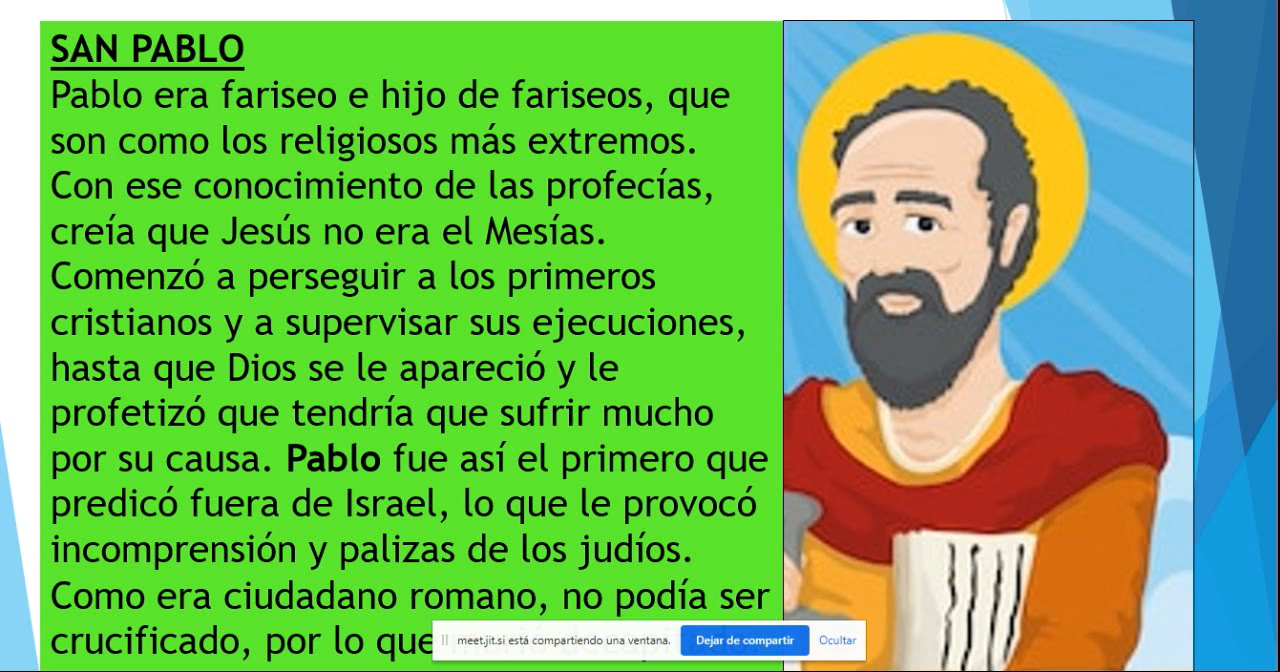 SAN PABLO
Pablo era fariseo e hijo de fariseos, que
son como los religiosos más extremos.
Con ese conocimiento de las profecías,
creía que Jesús no era el Mesías.
Comenzó a perseguir a los primeros
cristianos y a supervisar sus ejecuciones,
hasta que Dios se le apareció y le
profetizó que tendría que sufrir mucho
por su causa. Pablo fue así el primero que
predicó fuera de Israel, lo que le provocó
incomprensión y palizas de los judíos.
Como era ciudadano romano, no podía ser
crucificado, por lo que
meet.jit.si está compartiendo una ventana. Dejar de compartir Ocultar